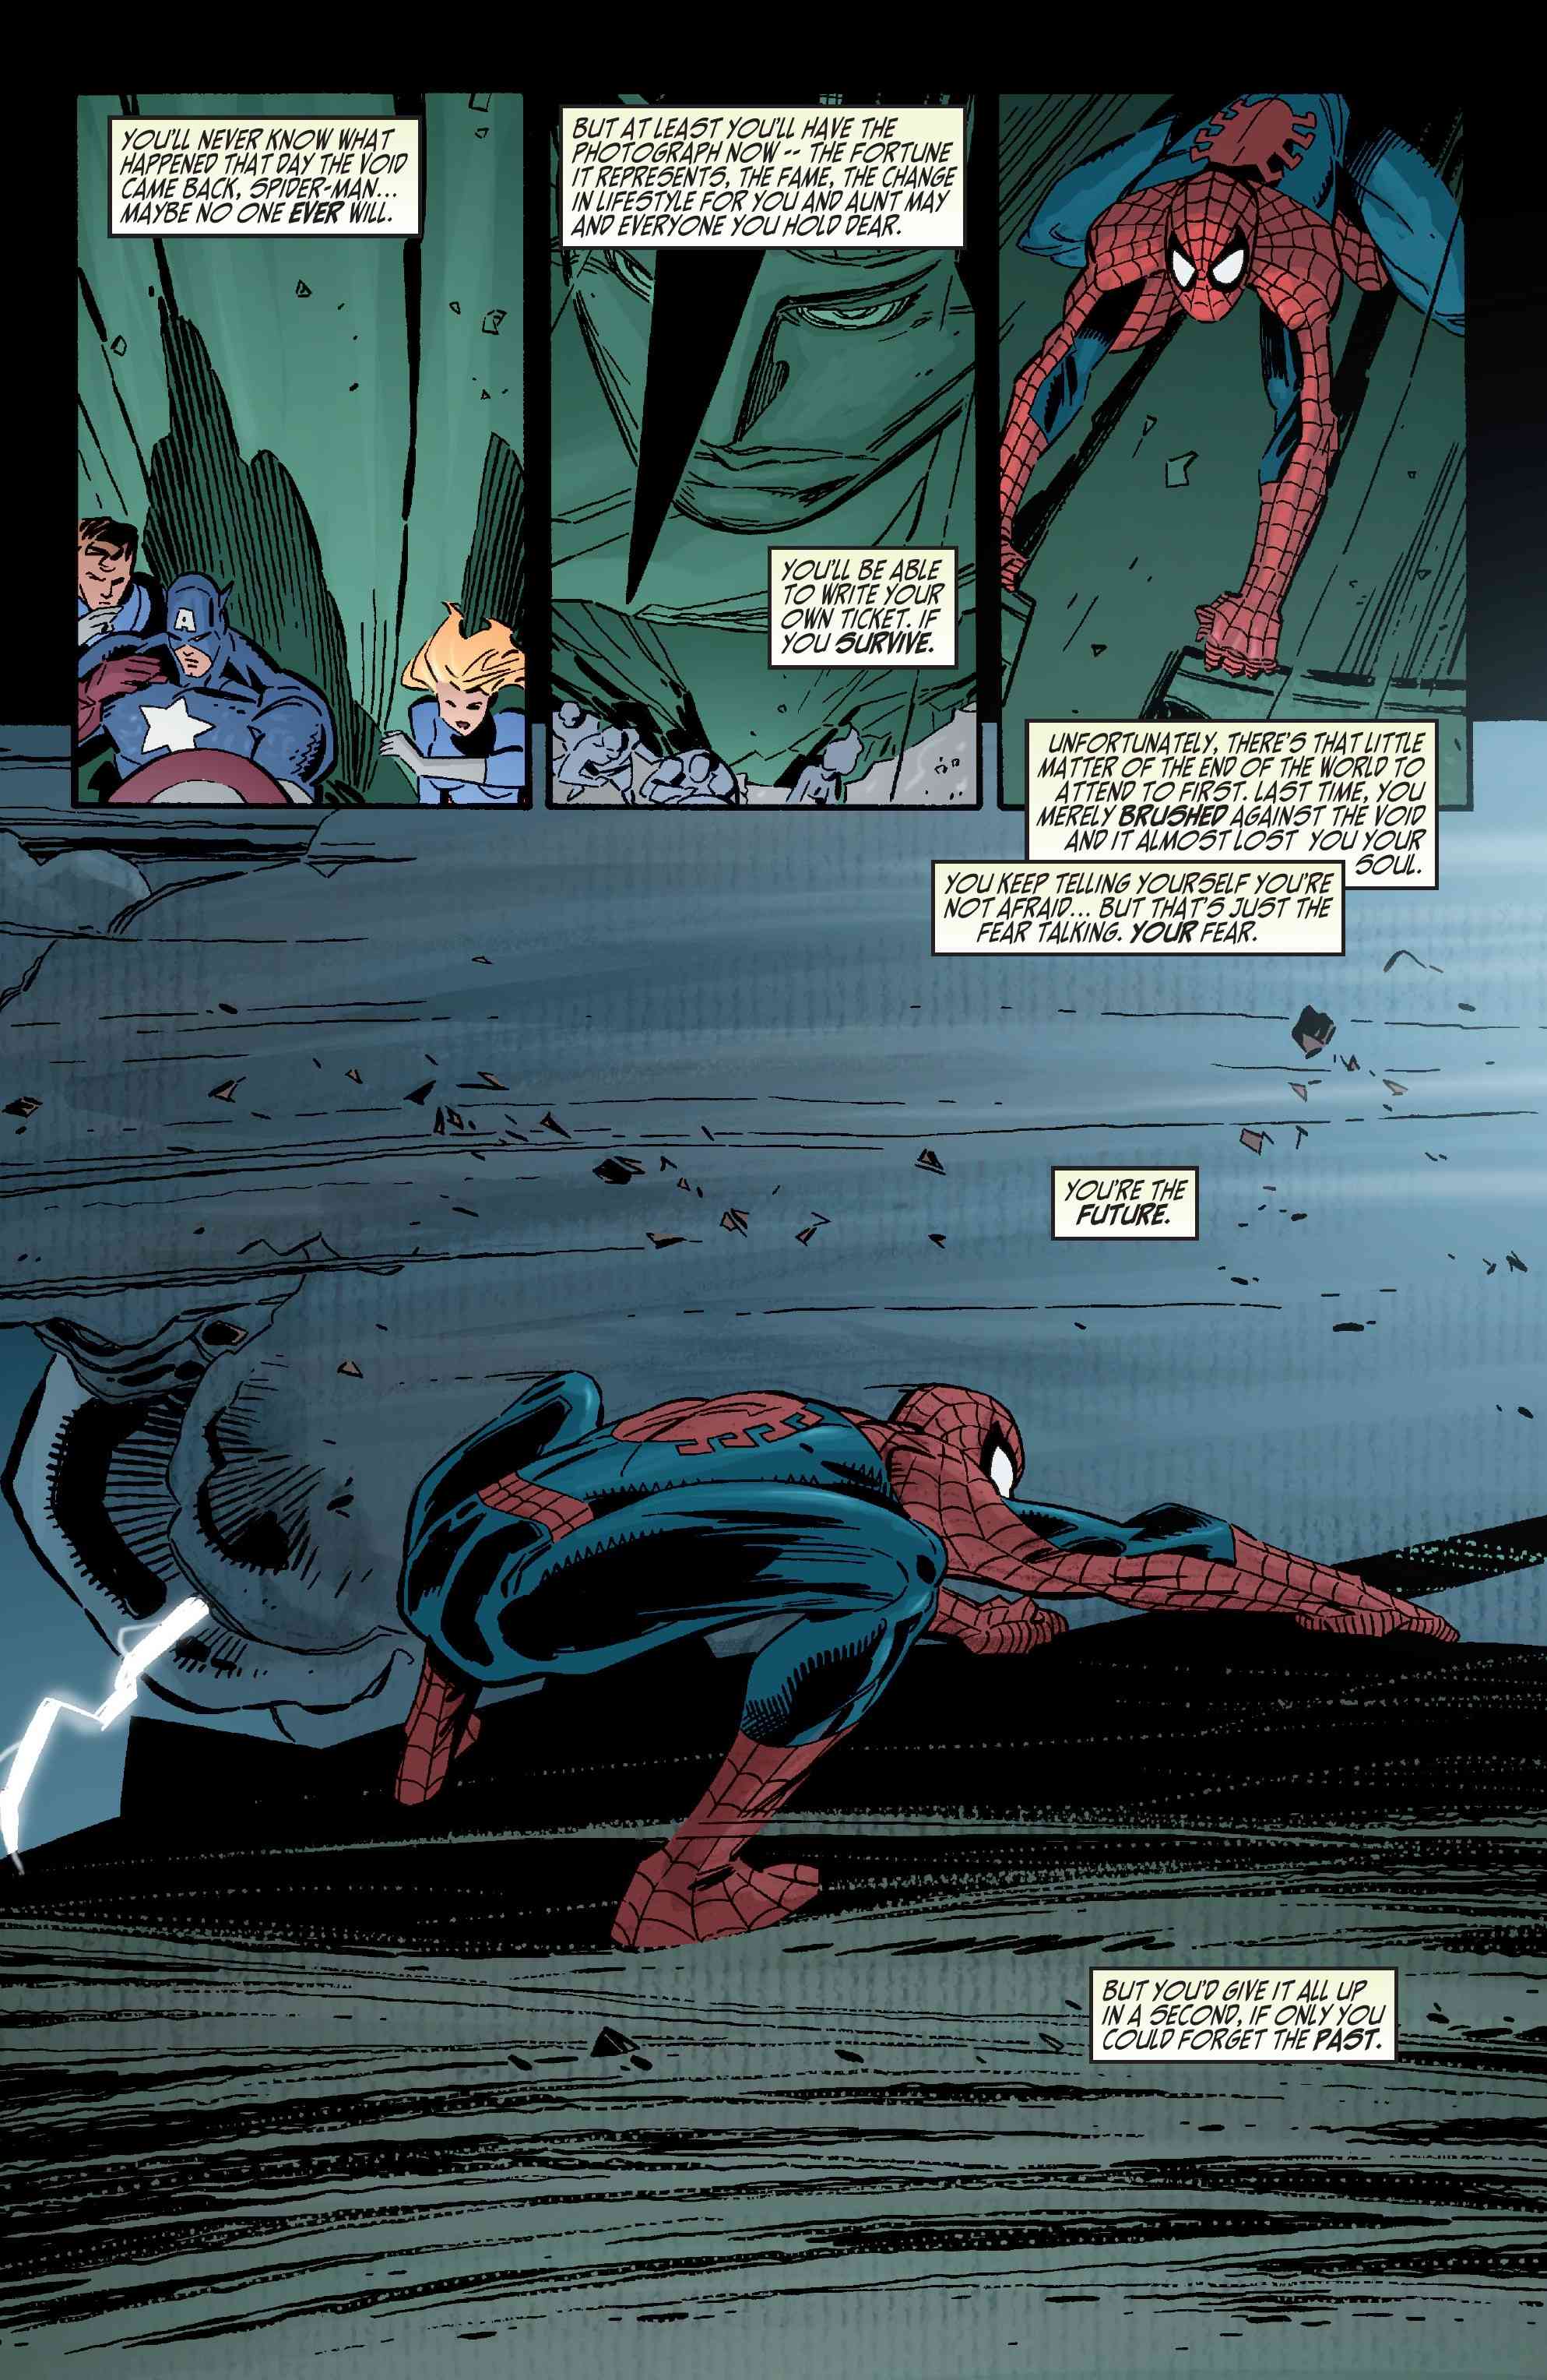 YOU'LL NEVER KNOW WHAT
HAPPENED THAT DAY THE VOID
CAME BACK, SPIDER-MAN...
MAYBE NO ONE EVER WILL.
BUT AT LEAST YOU'LL HAVE THE
PHOTOGRAPH NOW -- THE FORTUNE
IT REPRESENTS, THE FAME, THE CHANGE
IN LIFESTYLE FOR YOU AND AUNT MAY
AND EVERYONE YOU HOLD DEAR.
YOU'LL BE ABLE
TO WRITE YOUR
OWN TICKET. IF
YOU SURVIVE.
A
UNFORTUNATELY, THERE'S THAT LITTLE
MATTER OF THE END OF THE WORLD TO
ATTEND TO FIRST. LAST TIME, YOU
MERELY BRUSHED AGAINST THE VOID
AND IT ALMOST LOST YOU YOUR
SOUL.
YOU KEEP TELLING YOURSELF YOU'RE
NOT AFRAID... BUT THAT'S JUST THE
FEAR TALKING. YOUR FEAR.
YOU'RE THE
FUTURE.
BUT YOU'D GIVE IT ALL UP
IN A SECOND, IF ONLY YOU
COULD FORGET THE PAST.